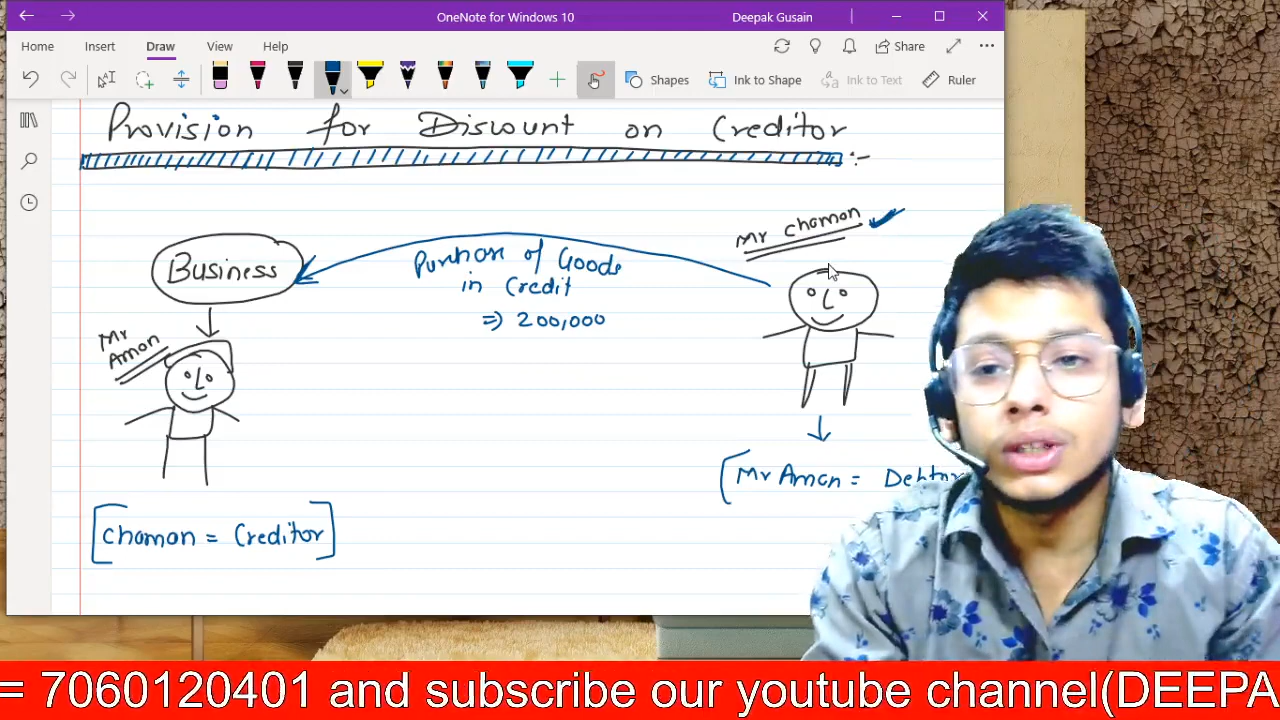 OneNote for Windows 10
Deepak Gusain
Home Insert Draw View Help
Share
Shapes Ink to Shape Ink to Text Ruler
Provision for Discount on Creditor :-
Mr chaman
Business
Purchase of Goods
in Credit
=> 200,000
Mr
Aman
[Mr Aman = Debtor
[chaman = Creditor]
= 7060120401 and subscribe our youtube channel(DEEPA